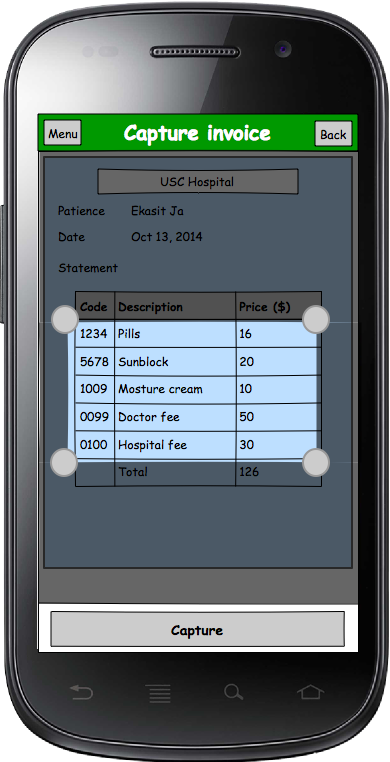 Menu Capture invoice Back
USC Hospital
Patience Ekasit Ja
Date Oct 13, 2014
Statement
Code Description Price ($)
1234 Pills 16
5678 Sunblock 20
1009 Mosture cream 10
0099 Doctor fee 50
0100 Hospital fee 30
Total 126
Capture